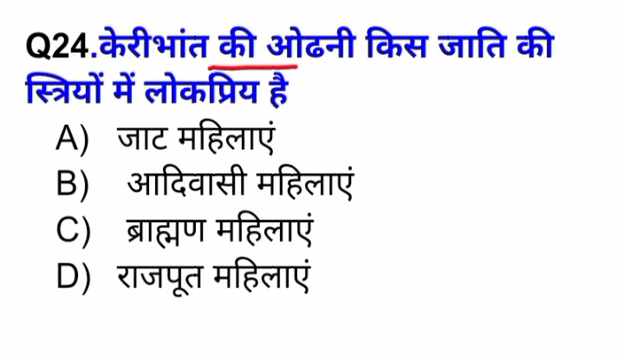 Q24.केरीभांत की ओढनी किस जाति की
स्त्रियों में लोकप्रिय है
A) जाट महिलाएं
B) आदिवासी महिलाएं
C) ब्राह्मण महिलाएं
D) राजपूत महिलाएं